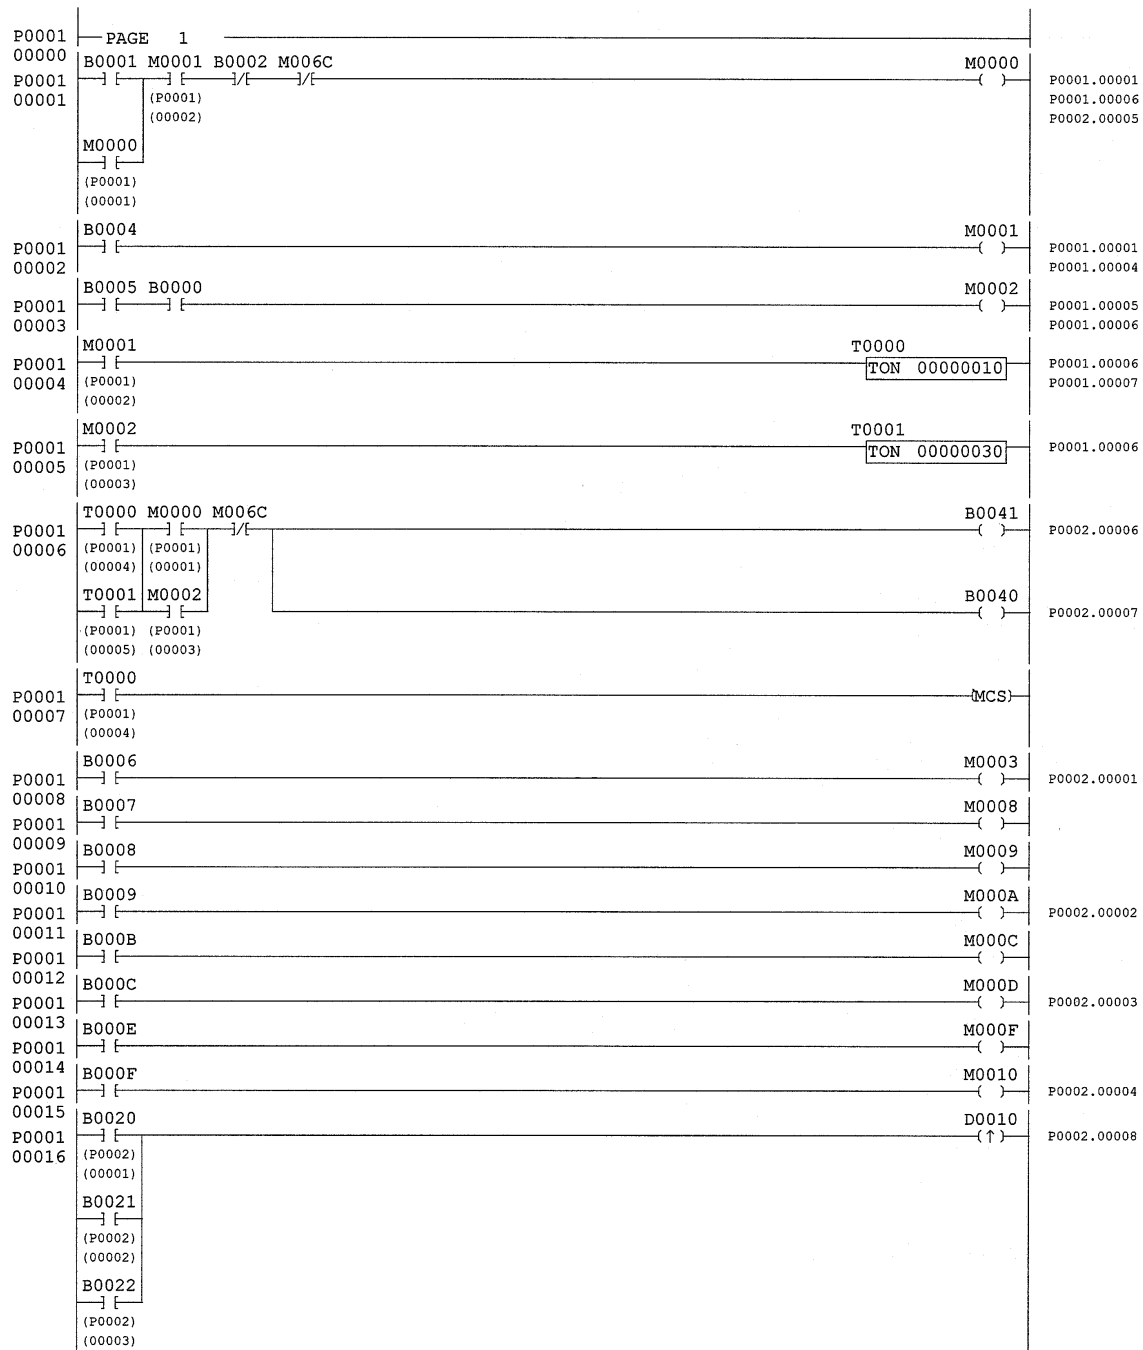 P0001 PAGE 1
00000 B0001 M0001 B0002 M006C M0000
P0001 P0001.00001
00001 (P0001) P0001.00006
(00002) P0002.00005
M0000
(P0001)
(00001)
B0004 M0001
P0001 P0001.00001
00002 P0001.00004
B0005 B0000 M0002
P0001 P0001.00005
00003 P0001.00006
M0001 T0000
P0001 TON 00000010 P0001.00006
00004 (P0001) P0001.00007
(00002)
M0002 T0001
P0001 TON 00000030 P0001.00006
00005 (P0001)
(00003)
T0000 M0000 M006C B0041
P0001 P0002.00006
00006 (P0001) (P0001)
(00004) (00001)
T0001 M0002 B0040
P0002.00007
(P0001) (P0001)
(00005) (00003)
T0000
P0001 (MCS)
00007 (P0001)
(00004)
B0006 M0003
P0001 P0002.00001
00008 B0007 M0008
P0001
00009 B0008 M0009
P0001
00010 B0009 M000A
P0001 P0002.00002
00011 B000B M000C
P0001
00012 B000C M000D
P0001 P0002.00003
00013 B000E M000F
P0001
00014 B000F M0010
P0001 P0002.00004
00015 B0020 D0010
P0001 (↑) P0002.00008
00016 (P0002)
(00001)
B0021
(P0002)
(00002)
B0022
(P0002)
(00003)